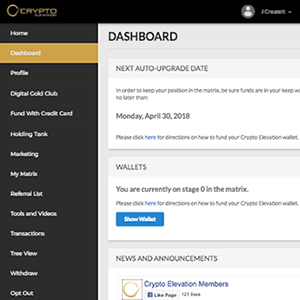 CRYPTO
J Createit
Home
Dashboard
Profile
Digital Gold Club
Fund With Credit Card
Holding Tank
Marketing
My Matrix
Referral List
Tools and Videos
Transactions
Tree View
Withdraw
Opt Out
DASHBOARD
NEXT AUTO-UPGRADE DATE
In order to keep your position in the matrix, be sure funds are in your keep w
no later than:
Monday, April 30, 2018
Please click here for directions on how to fund your Crypto Elevation wallet.
WALLETS
You are currently on stage 0 in the matrix.
Please click here for directions on how to fund your Crypto Elevation wallet.
Show Wallet
NEWS AND ANNOUNCEMENTS
Crypto Elevation Members
Like Page 121 likes